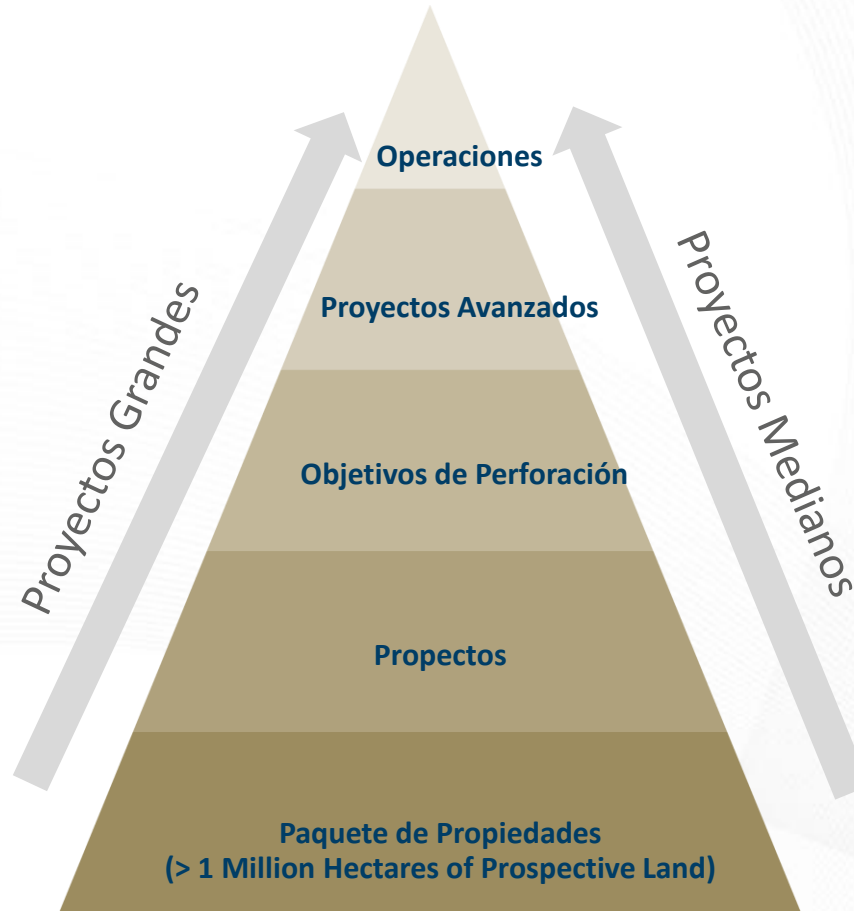 Operaciones
Proyectos Avanzados
Objetivos de Perforación
Propectos
Paquete de Propiedades
(> 1 Million Hectares of Prospective Land)
Proyectos Grandes
Proyectos Medianos